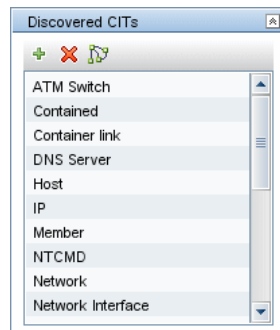 Discovered CITs
ATM Switch
Contained
Container link
DNS Server
Host
IP
Member
NTCMD
Network
Network Interface